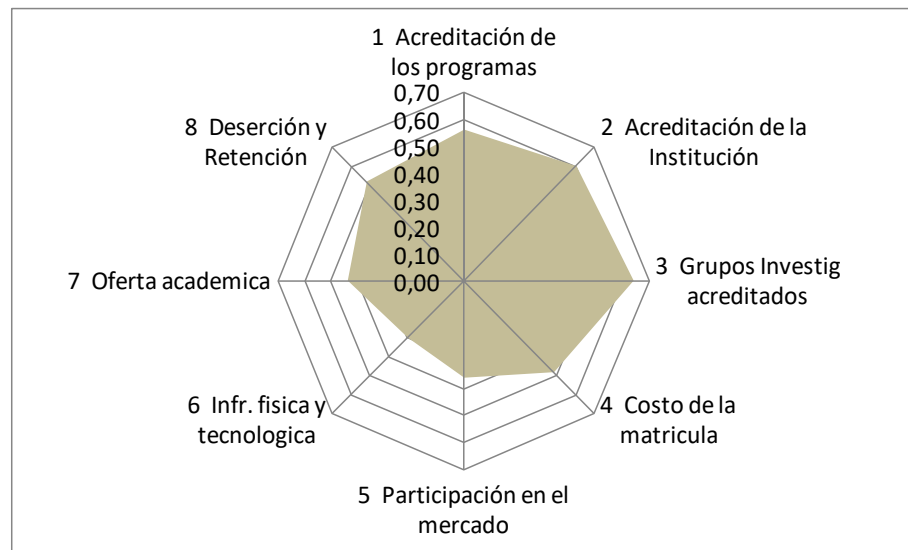 1 Acreditación de
los programas
0,70
0,60
0,50
0,40
0,30
0,20
0,10
0,00
2 Acreditación de la
Institución
3 Grupos Investig
acreditados
4 Costo de la
matricula
5 Participación en el
mercado
6 Infr. fisica y
tecnologica
7 Oferta academica
8 Deserción y
Retención